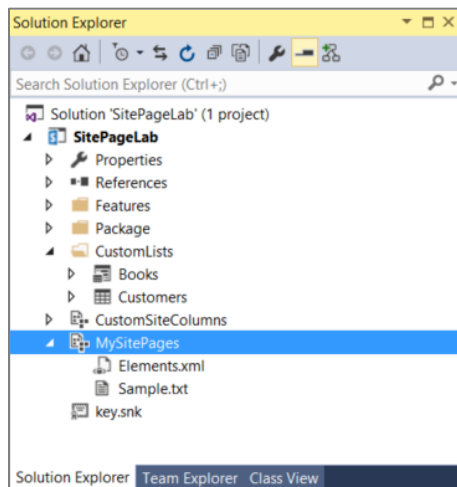 Solution Explorer
Search Solution Explorer (Ctrl+;)
Solution 'SitePageLab' (1 project)
SitePageLab
Properties
References
Features
Package
CustomLists
Books
Customers
CustomSiteColumns
MySitePages
Elements.xml
Sample.txt
key.snk
Solution Explorer Team Explorer Class View